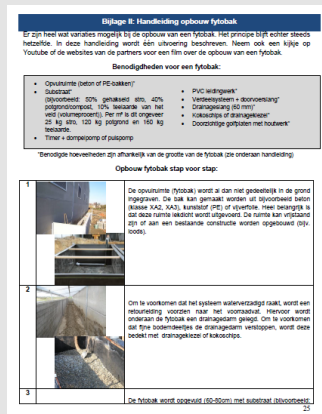 Bijlage II: Handleiding opbouw fytobak
Er zijn heel wat variaties mogelijk bij de opbouw van een fytobak. Het principe blijft echter steeds
hetzelfde. In deze handleiding wordt één uitvoering beschreven. Neem ook een kijkje op
Youtube of de websites van de partners voor een film over de opbouw van een fytobak.
Benodigheden voor een fytobak:
• Opvulruimte (beton of PE-bakken)*
• Substraat*
(bijvoorbeeld: 50% gehakseld stro, 40%
potgrond/compost, 10% teelaarde van het
veld (volumeprocent)). Per m³ is dit ongeveer
25 kg stro, 120 kg potgrond en 160 kg
teelaarde.
• Timer + dompelpomp of pulspomp
• PVC leidingwerk*
• Verdeelsysteem + doorvoerslang*
• Drainageslang (60 mm)*
• Kokoschips of drainagekiezel*
• Doorzichtige golfplaten met houtwerk*
*Benodigde hoeveelheden zijn afhankelijk van de grootte van de fytobak (zie onderaan handleiding)
Opbouw fytobak stap voor stap:
1
De opvulruimte (fytobak) wordt al dan niet gedeeltelijk in de grond
ingegraven. De bak kan gemaakt worden uit bijvoorbeeld beton
(klasse XA2, XA3), kunststof (PE) of vijverfolie. Heel belangrijk is
dat deze ruimte lekdicht wordt uitgevoerd. De ruimte kan vrijstaand
zijn of aan een bestaande constructie worden opgebouwd (bijv.
loods).
2
Om te voorkomen dat het systeem waterverzadigd raakt, wordt een
retourleiding voorzien naar het voorraadvat. Hiervoor wordt
onderaan de fytobak een drainagedarm gelegd. Om te voorkomen
dat fijne bodemdeeltjes de drainagedarm verstoppen, wordt deze
bedekt met drainagekiezel of kokoschips.
3
De fytobak wordt opgevuld (60-80cm) met substraat (bijvoorbeeld:
25